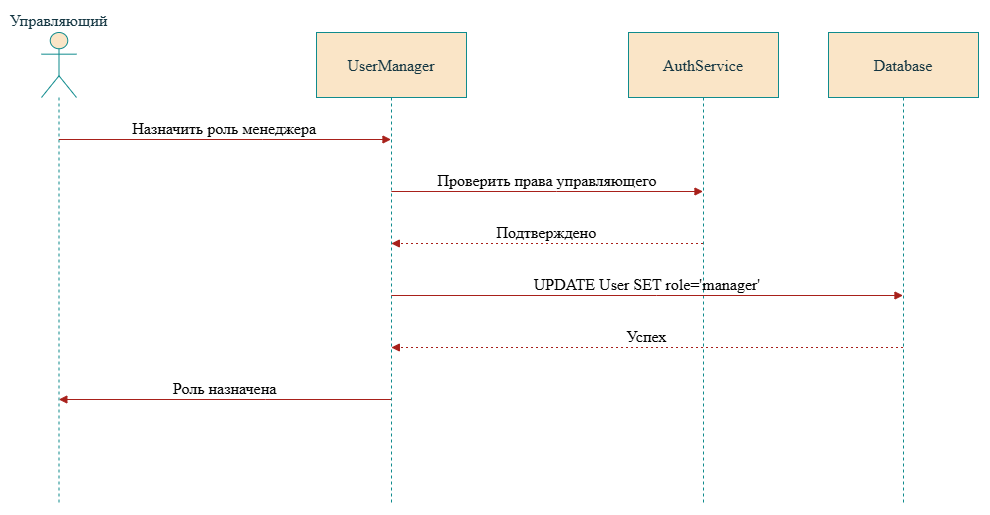 Управляющий
UserManager
AuthService
Database
Назначить роль менеджера
Проверить права управляющего
Подтверждено
UPDATE User SET role='manager'
Успех
Роль назначена